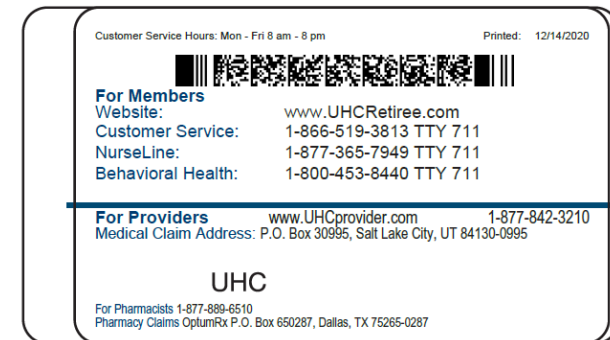 Customer Service Hours: Mon - Fri 8 am - 8 pm Printed: 12/14/2020
For Members
Website: www.UHCRetiree.com
Customer Service: 1-866-519-3813 TTY 711
NurseLine: 1-877-365-7949 TTY 711
Behavioral Health: 1-800-453-8440 TTY 711
For Providers www.UHCprovider.com 1-877-842-3210
Medical Claim Address: P.O. Box 30995, Salt Lake City, UT 84130-0995
UHC
For Pharmacists 1-877-889-6510
Pharmacy Claims OptumRx P.O. Box 650287, Dallas, TX 75265-0287